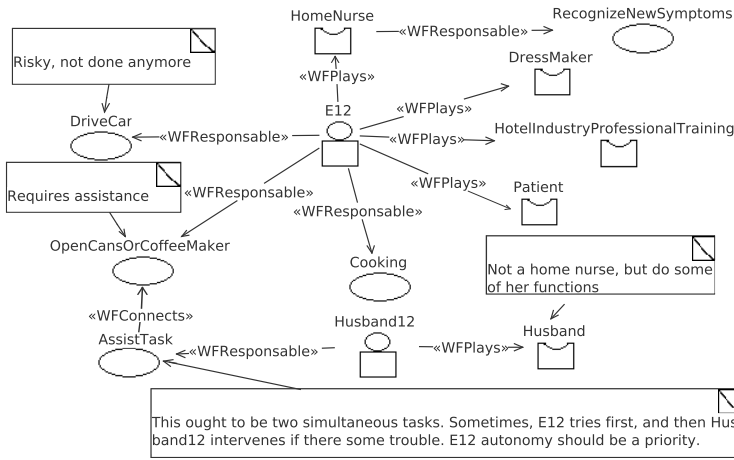 HomeNurse
RecognizeNewSymptoms
«WFResponsable»
Risky, not done anymore
DressMaker
«WFPlays»
E12
«WFPlays»
DriveCar
«WFResponsable»
«WFPlays»
HotelIndustryProfessionalTraining
Requires assistance
«WFResponsable»
«WFPlays»
Patient
«WFResponsable»
OpenCansOrCoffeeMaker
Cooking
Not a home nurse, but do some
of her functions
«WFConnects»
Husband12
Husband
AssistTask
«WFResponsable»
«WFPlays»
This ought to be two simultaneous tasks. Sometimes, E12 tries first, and then Hus
band12 intervenes if there some trouble. E12 autonomy should be a priority.